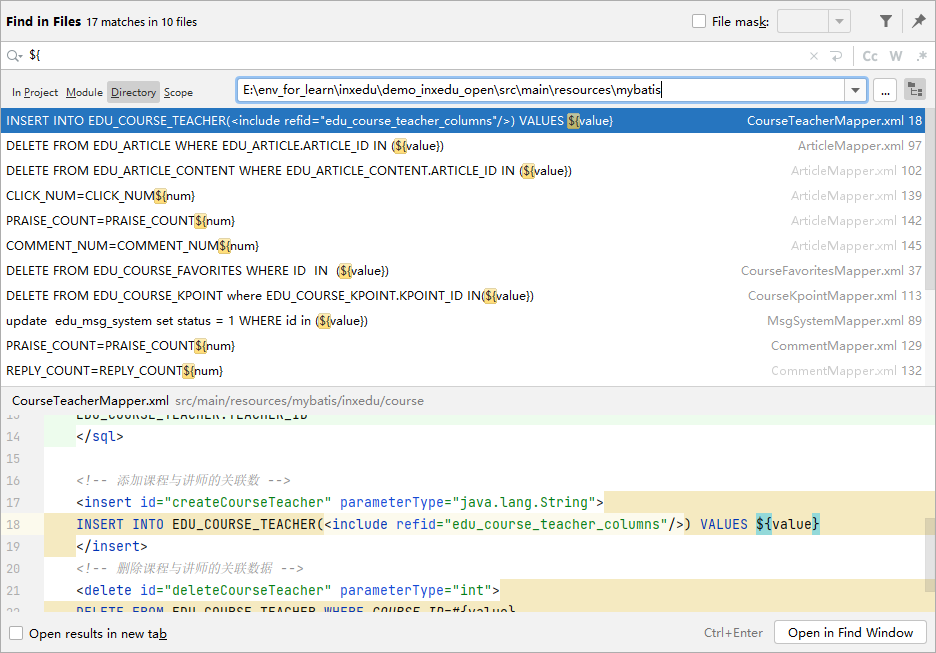 Find in Files 17 matches in 10 files File mask:
${ Cc W .*
In Project Module Directory Scope E:\env_for_learn\inxedu\demo_inxedu_open\src\main\resources\mybatis ...
INSERT INTO EDU_COURSE_TEACHER(<include refid="edu_course_teacher_columns"/>) VALUES ${value} CourseTeacherMapper.xml 18
DELETE FROM EDU_ARTICLE WHERE EDU_ARTICLE.ARTICLE_ID IN (${value}) ArticleMapper.xml 97
DELETE FROM EDU_ARTICLE_CONTENT WHERE EDU_ARTICLE_CONTENT.ARTICLE_ID IN (${value}) ArticleMapper.xml 102
CLICK_NUM=CLICK_NUM${num} ArticleMapper.xml 139
PRAISE_COUNT=PRAISE_COUNT${num} ArticleMapper.xml 142
COMMENT_NUM=COMMENT_NUM${num} ArticleMapper.xml 145
DELETE FROM EDU_COURSE_FAVORITES WHERE ID  IN  (${value}) CourseFavoritesMapper.xml 37
DELETE FROM EDU_COURSE_KPOINT where EDU_COURSE_KPOINT.KPOINT_ID IN(${value}) CourseKpointMapper.xml 113
update  edu_msg_system set status = 1 WHERE id in (${value}) MsgSystemMapper.xml 89
PRAISE_COUNT=PRAISE_COUNT${num} CommentMapper.xml 129
REPLY_COUNT=REPLY_COUNT${num} CommentMapper.xml 132
CourseTeacherMapper.xml src/main/resources/mybatis/inxedu/course
13 EDU_COURSE_TEACHER.TEACHER_ID
14 </sql>
15
16 <!-- 添加课程与讲师的关联数 -->
17 <insert id="createCourseTeacher" parameterType="java.lang.String">
18 INSERT INTO EDU_COURSE_TEACHER(<include refid="edu_course_teacher_columns"/>) VALUES ${value}
19 </insert>
20 <!-- 删除课程与讲师的关联数据 -->
21 <delete id="deleteCourseTeacher" parameterType="int">
22 DELETE FROM EDU_COURSE_TEACHER WHERE COURSE_ID=#{value}
Open results in new tab Ctrl+Enter Open in Find Window